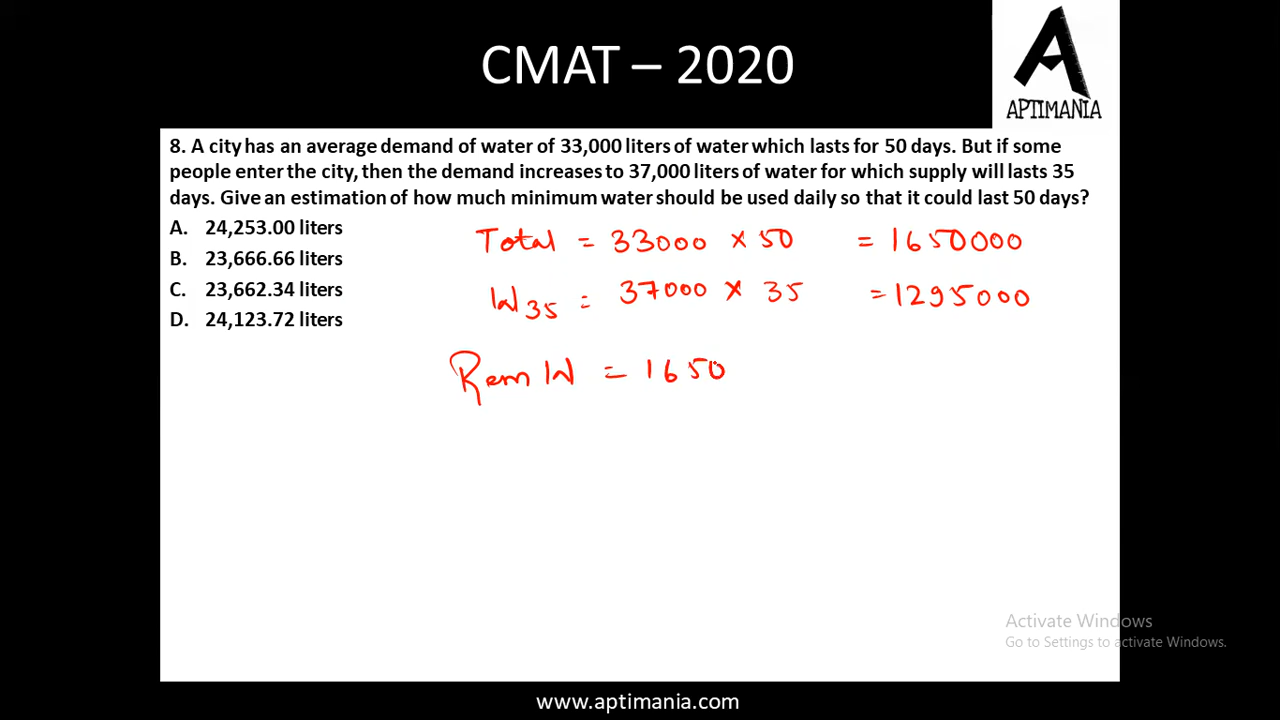 CMAT – 2020
A
APTIMANIA
8. A city has an average demand of water of 33,000 liters of water which lasts for 50 days. But if some
people enter the city, then the demand increases to 37,000 liters of water for which supply will lasts 35
days. Give an estimation of how much minimum water should be used daily so that it could last 50 days?
A. 24,253.00 liters
B. 23,666.66 liters
C. 23,662.34 liters
D. 24,123.72 liters
Total = 33000 × 50 = 1650000
W35 = 37000 × 35 = 1295000
Rem W = 1650
Activate Windows
Go to Settings to activate Windows.
www.aptimania.com